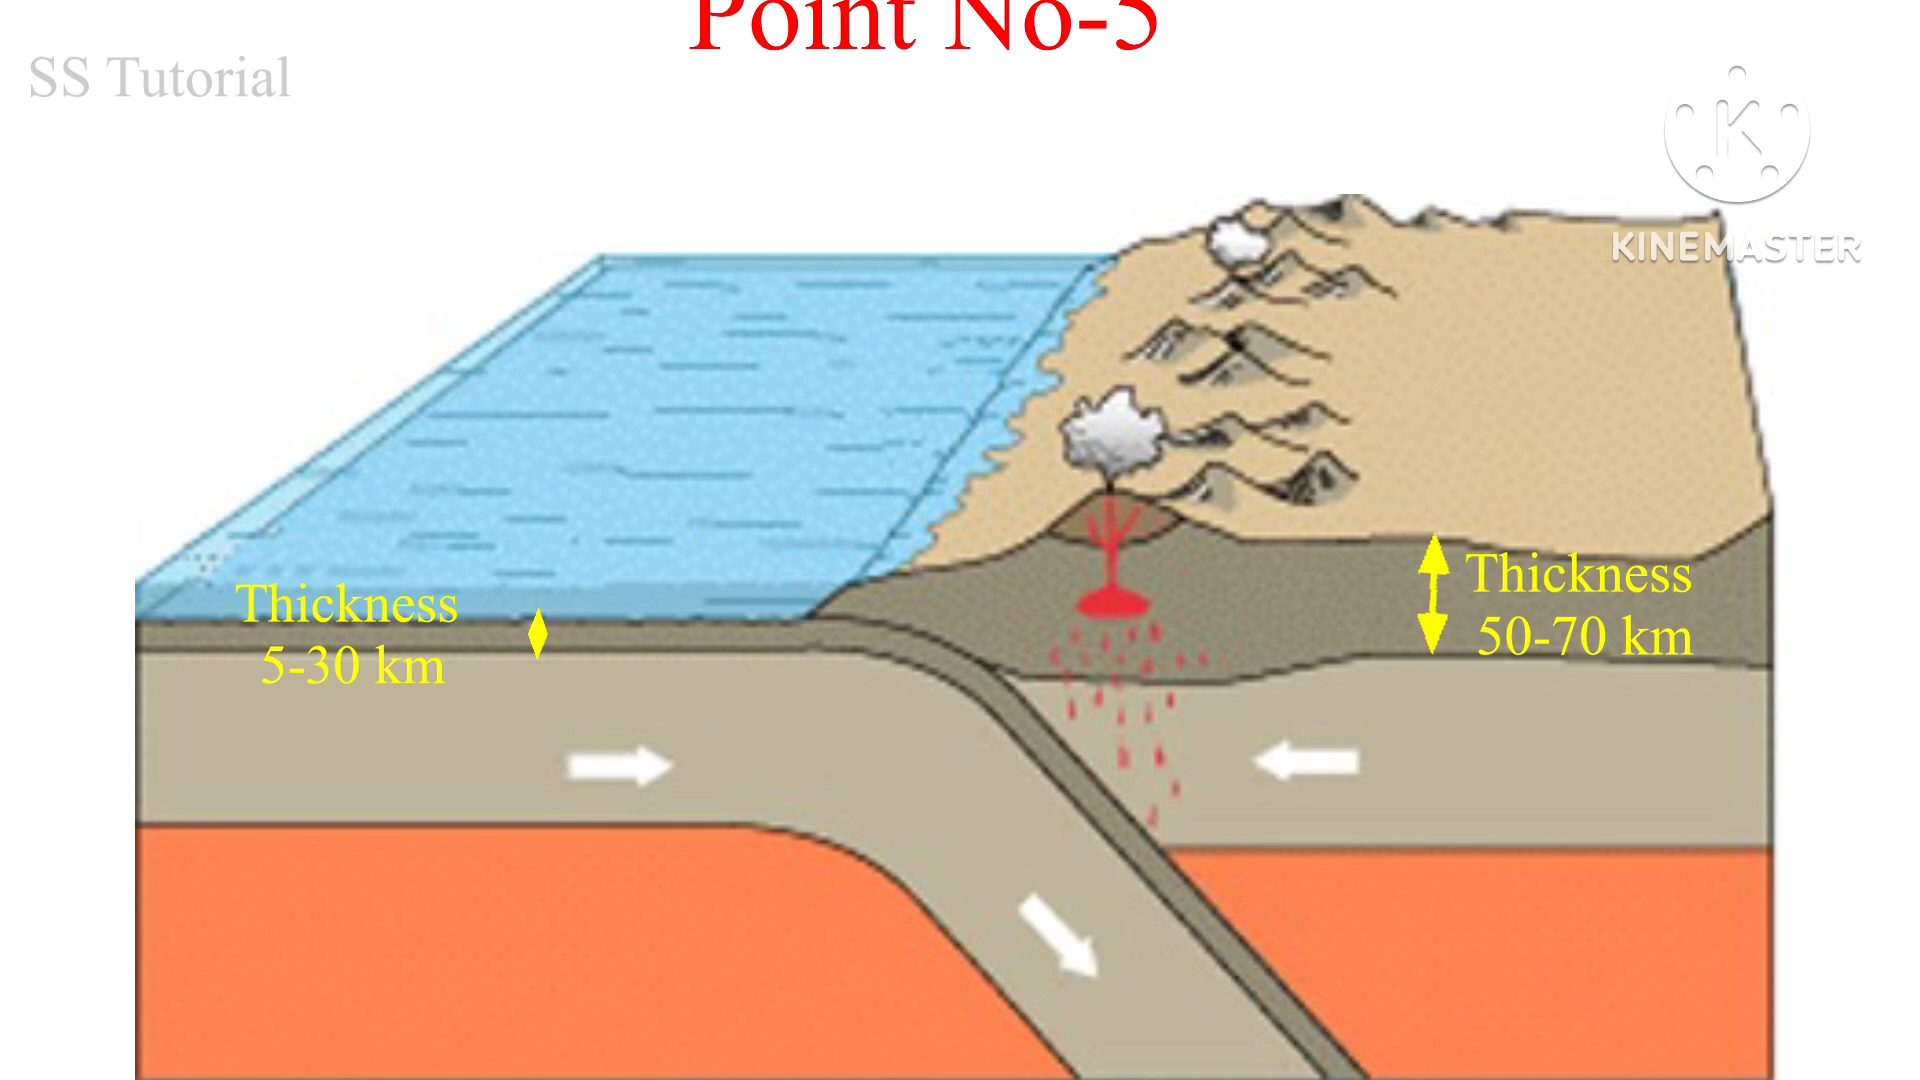 Point No-5
SS Tutorial
KINEMASTER
Thickness
50-70 km
Thickness
5-30 km